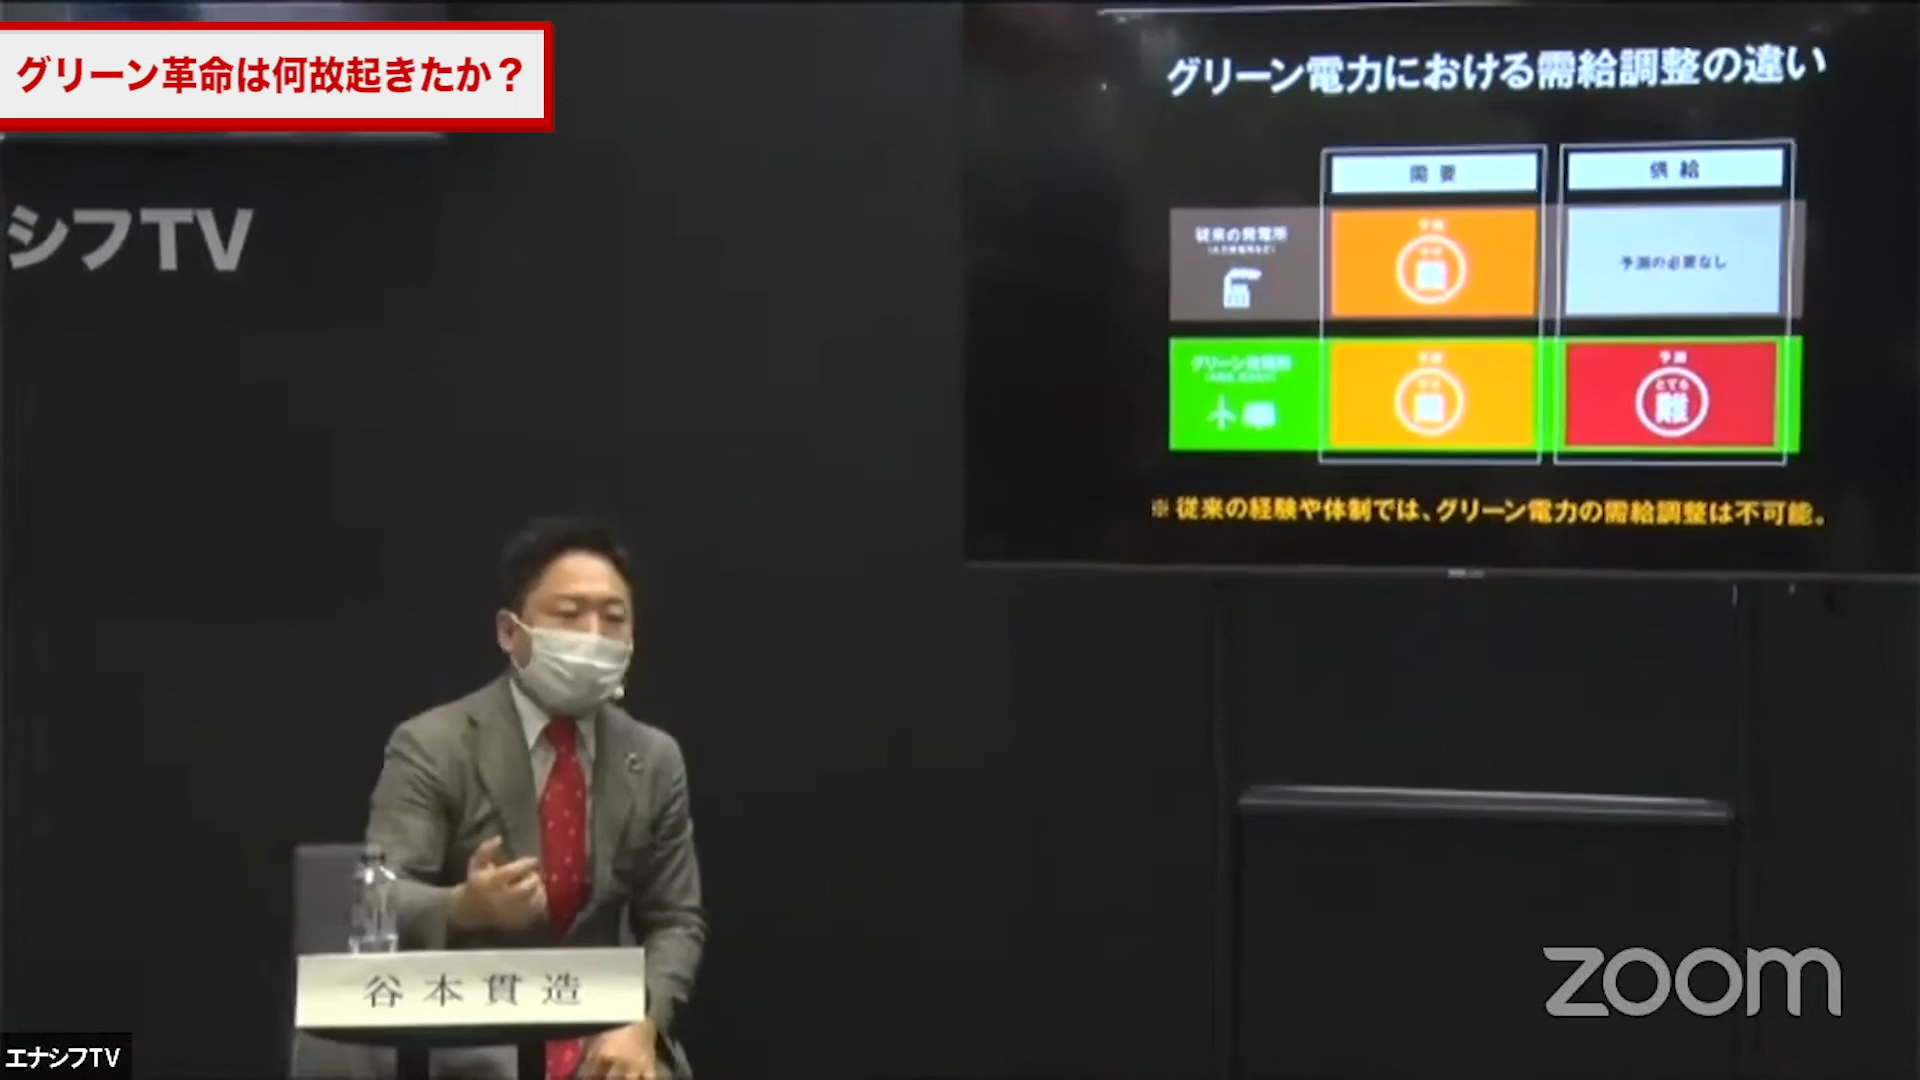 グリーン革命は何故起きたか？
シフTV
グリーン電力における需給調整の違い
需要
供給
従来の発電所
予測
予測の必要なし
グリーン発電所
予測
予測
とても
難
※ 従来の経験や体制では、グリーン電力の需給調整は不可能。
谷本貫造
zoom
エナシフTV